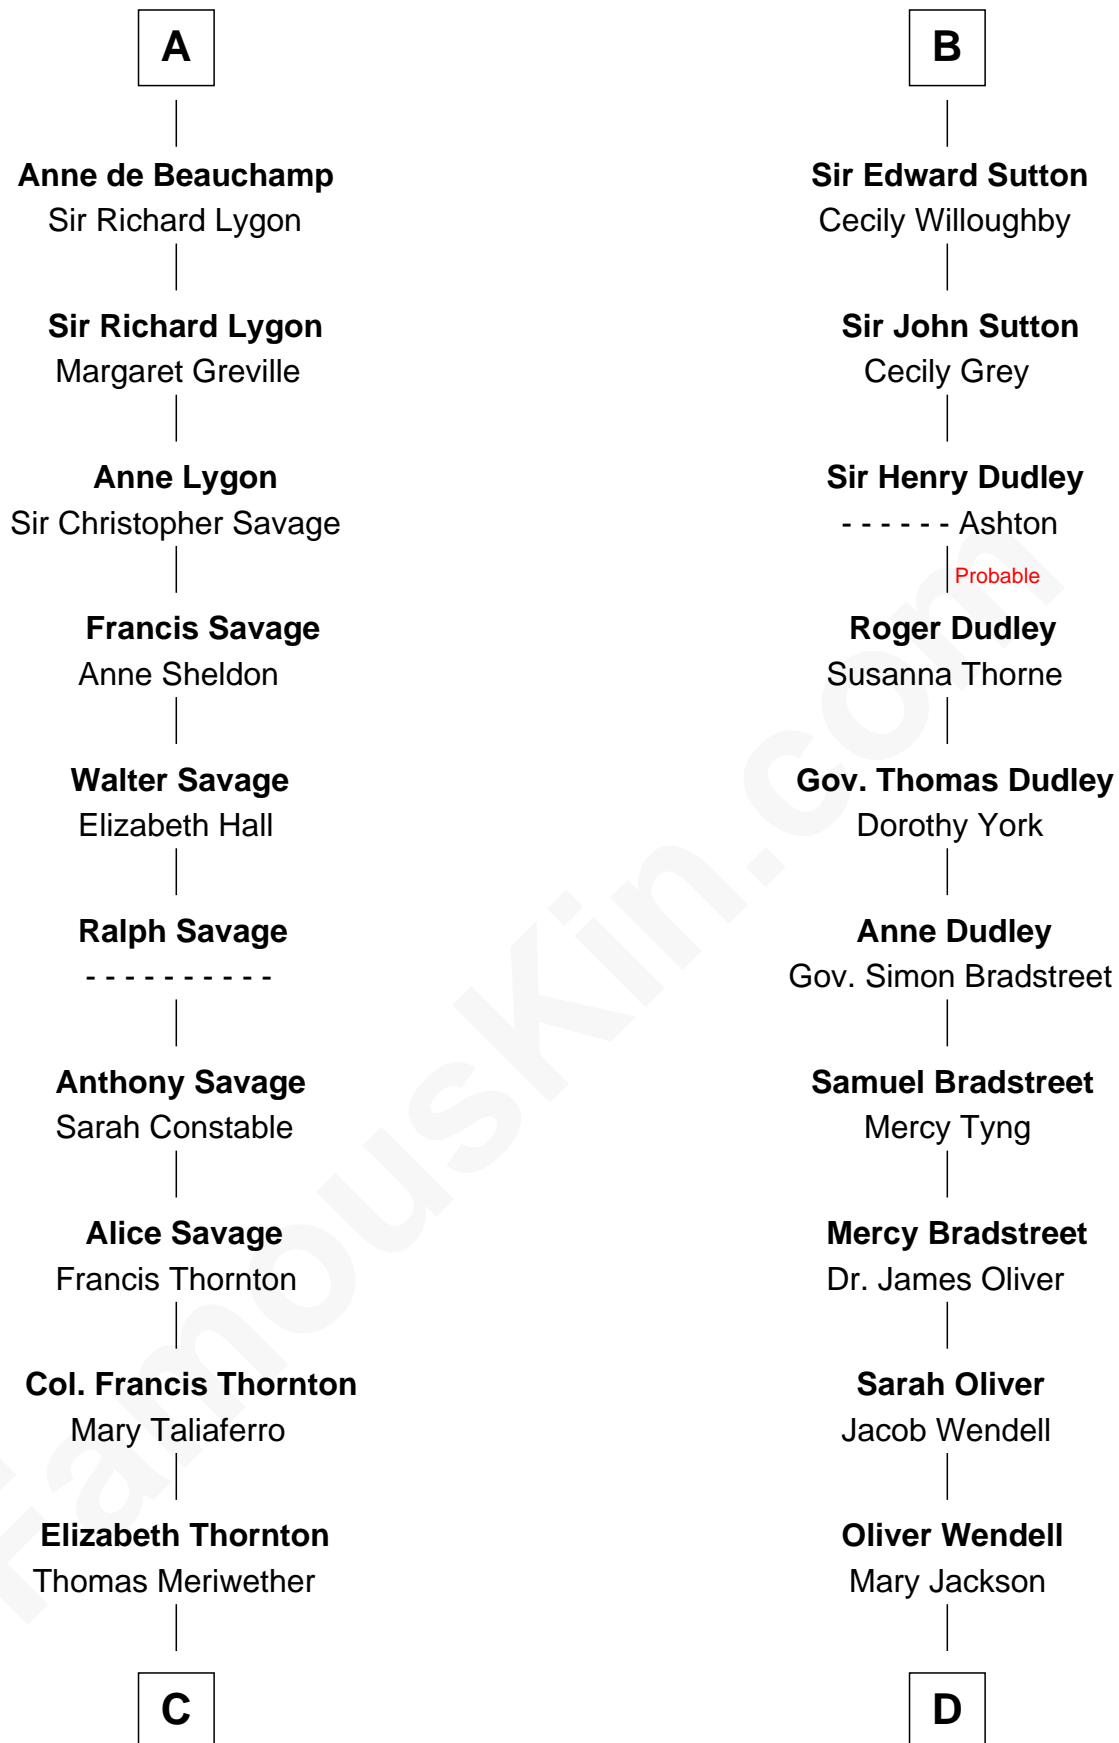 A
Anne de Beauchamp
Sir Richard Lygon
Sir Richard Lygon
Margaret Greville
Anne Lygon
Sir Christopher Savage
Francis Savage
Anne Sheldon
Walter Savage
Elizabeth Hall
Ralph Savage
- - - - - - - - - -
Anthony Savage
Sarah Constable
Alice Savage
Francis Thornton
Col. Francis Thornton
Mary Taliaferro
Elizabeth Thornton
Thomas Meriwether
C
B
Sir Edward Sutton
Cecily Willoughby
Sir John Sutton
Cecily Grey
Sir Henry Dudley
- - - - - - Ashton
Probable
Roger Dudley
Susanna Thorne
Gov. Thomas Dudley
Dorothy York
Anne Dudley
Gov. Simon Bradstreet
Samuel Bradstreet
Mercy Tyng
Mercy Bradstreet
Dr. James Oliver
Sarah Oliver
Jacob Wendell
Oliver Wendell
Mary Jackson
D
FamousKin.com